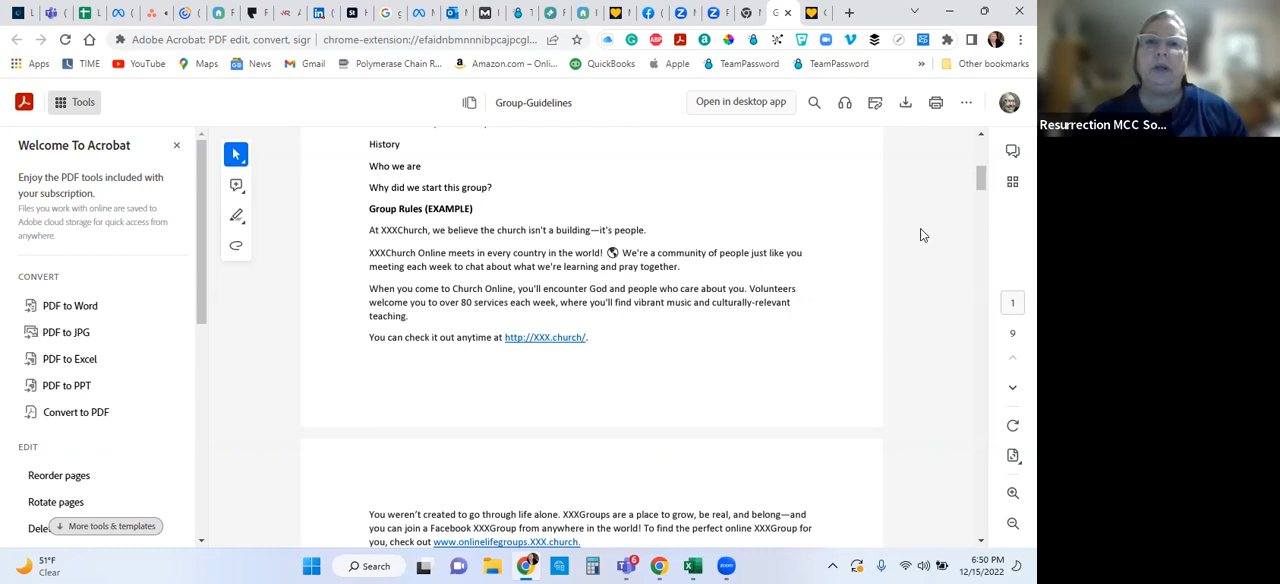 Adobe Acrobat: PDF edit, convert, sigr
chrome-extension://efaidnbmnnnibpcajpcgl...
Apps
TIME
YouTube
Maps
News
Gmail
Polymerase Chain R...
Amazon.com – Onli...
QuickBooks
Apple
TeamPassword
TeamPassword
»
Other bookmarks
Tools
Group-Guidelines
Open in desktop app
Resurrection MCC So...
Welcome To Acrobat
Enjoy the PDF tools included with
your subscription.
Files you work with online are saved to
Adobe cloud storage for quick access from
anywhere.
CONVERT
PDF to Word
PDF to JPG
PDF to Excel
PDF to PPT
Convert to PDF
EDIT
Reorder pages
Rotate pages
Dele
More tools & templates
History
Who we are
Why did we start this group?
Group Rules (EXAMPLE)
At XXXChurch, we believe the church isn't a building—it's people.
XXXChurch Online meets in every country in the world! 🌎 We're a community of people just like you
meeting each week to chat about what we're learning and pray together.
When you come to Church Online, you'll encounter God and people who care about you. Volunteers
welcome you to over 80 services each week, where you'll find vibrant music and culturally-relevant
teaching.
You can check it out anytime at http://XXX.church/.
You weren't created to go through life alone. XXXGroups are a place to grow, be real, and belong—and
you can join a Facebook XXXGroup from anywhere in the world! To find the perfect online XXXGroup for
you, check out www.onlinelifegroups.XXX.church.
1
9
51°F
Clear
Search
6
zoom
6:50 PM
12/15/2022